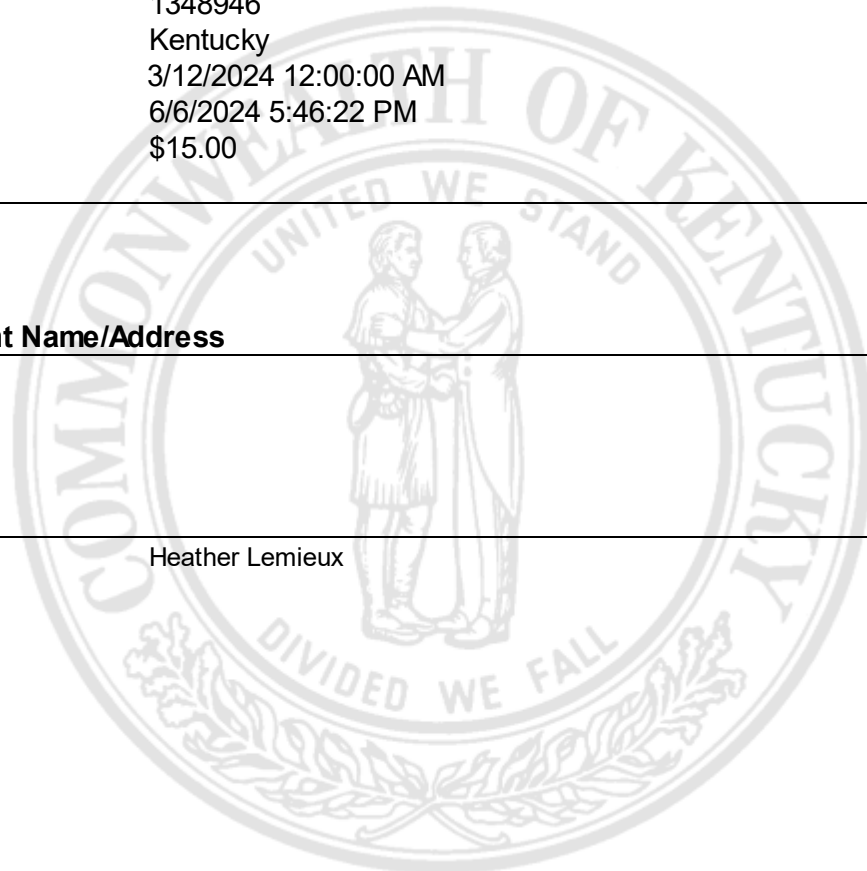 1348946
Kentucky
3/12/2024 12:00:00 AM
6/6/2024 5:46:22 PM
$15.00
COMMONWEALTH OF KENTUCKY
UNITED WE STAND
t Name/Address
Heather Lemieux
DIVIDED WE FALL